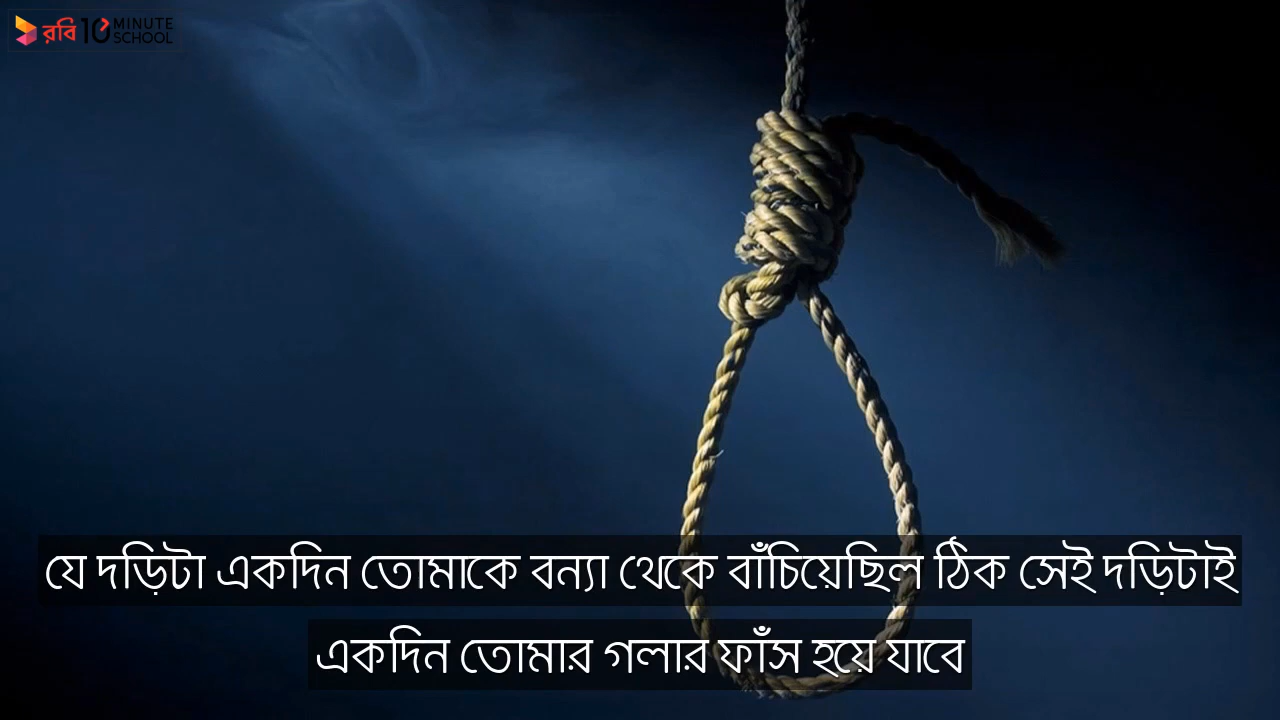 রবি 10 MINUTE SCHOOL
যে দড়িটা একদিন তোমাকে বন্যা থেকে বাঁচিয়েছিল ঠিক সেই দড়িটাই
একদিন তোমার গলার ফাঁস হয়ে যাবে